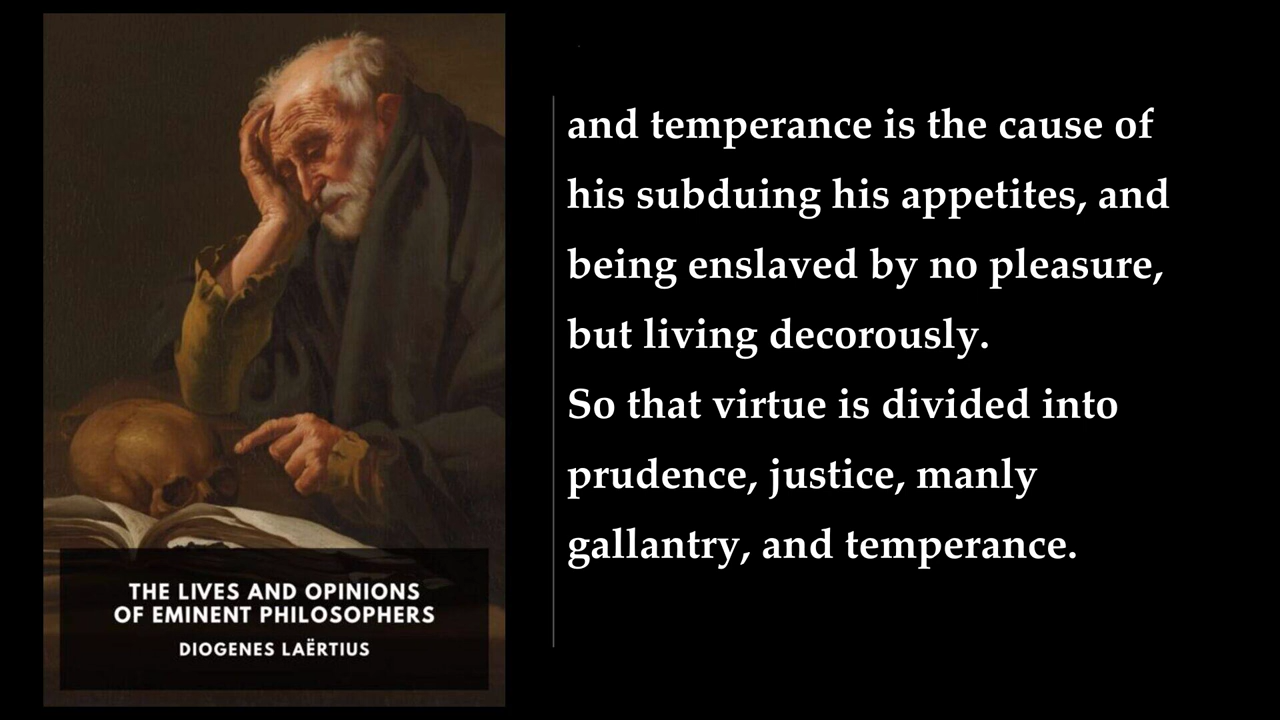 THE LIVES AND OPINIONS
OF EMINENT PHILOSOPHERS
DIOGENES LAËRTIUS
and temperance is the cause of
his subduing his appetites, and
being enslaved by no pleasure,
but living decorously.
So that virtue is divided into
prudence, justice, manly
gallantry, and temperance.